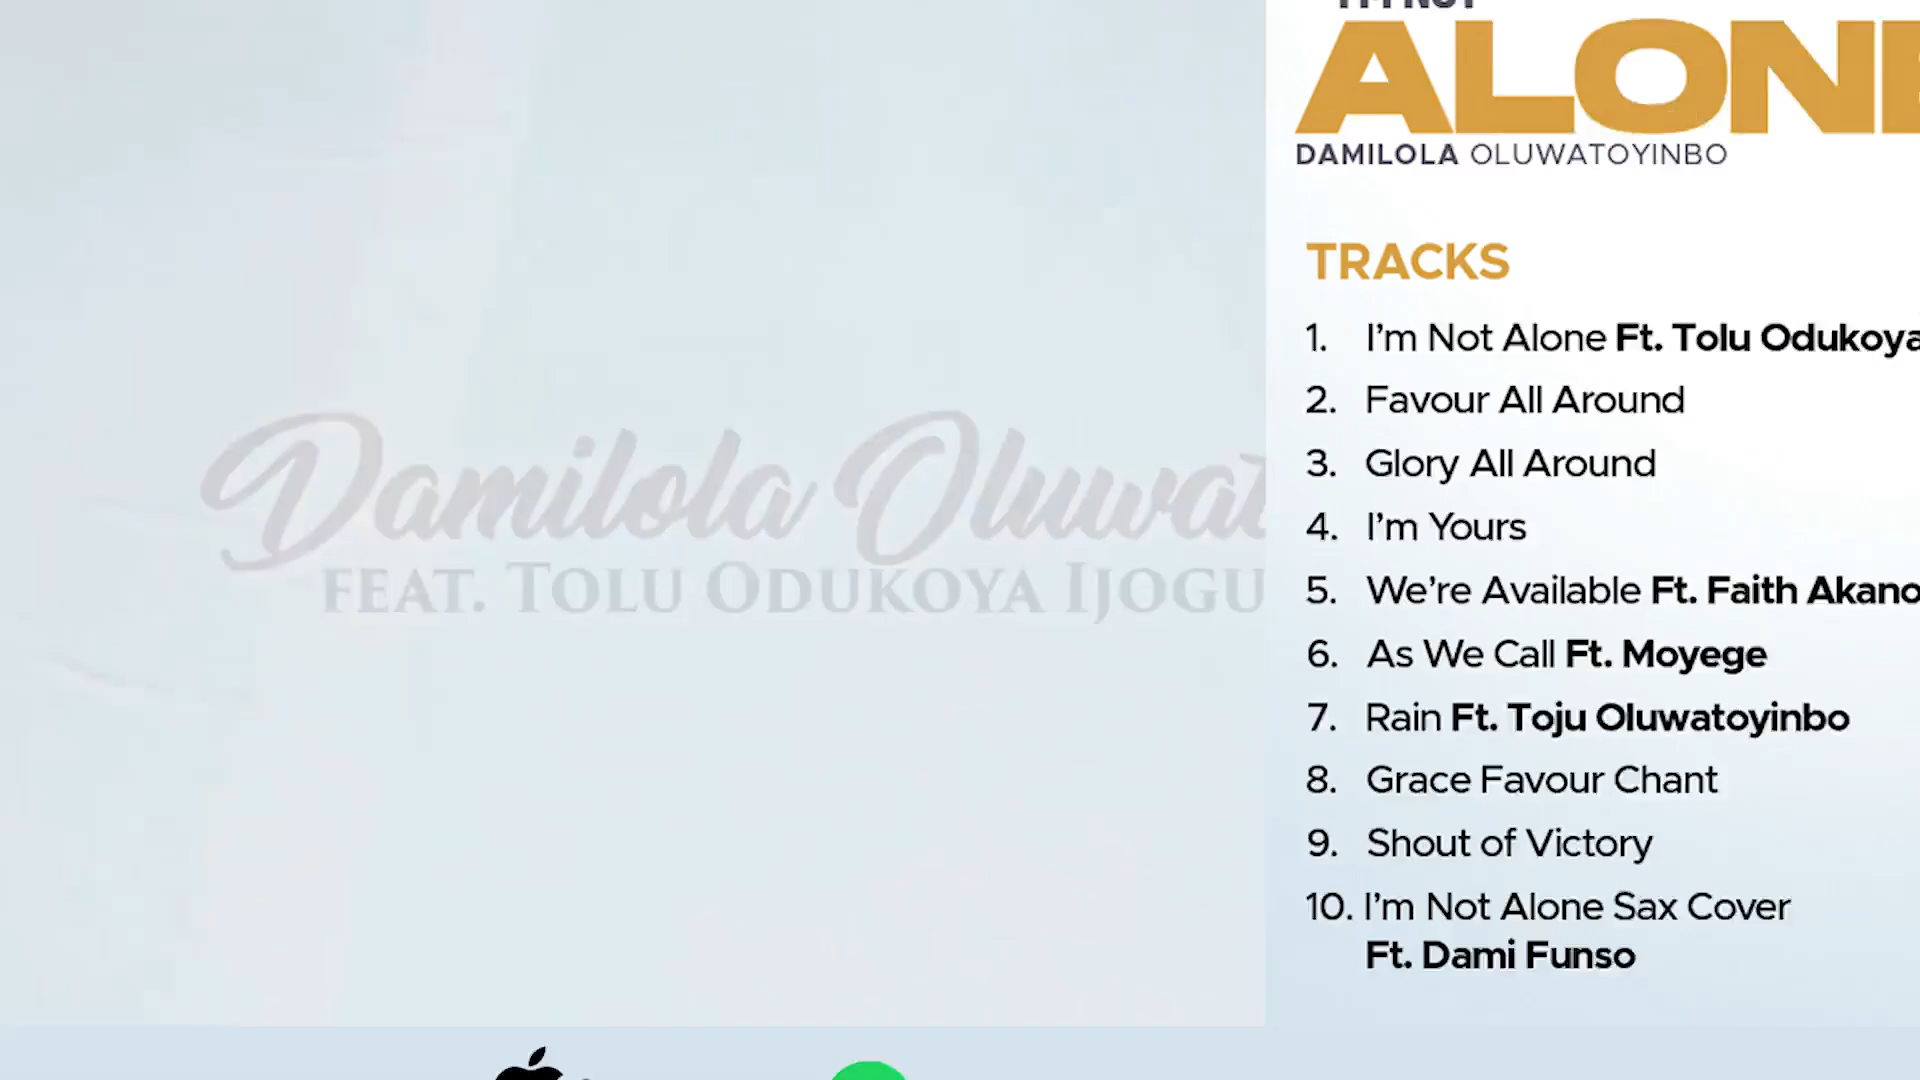 Damilola Oluwat
FEAT. TOLU ODUKOYA IJOGU
I'M NOT
ALONE
DAMILOLA OLUWATOYINBO
TRACKS
1. I'm Not Alone Ft. Tolu Odukoya
2. Favour All Around
3. Glory All Around
4. I'm Yours
5. We're Available Ft. Faith Akano
6. As We Call Ft. Moyege
7. Rain Ft. Toju Oluwatoyinbo
8. Grace Favour Chant
9. Shout of Victory
10. I'm Not Alone Sax Cover
Ft. Dami Funso